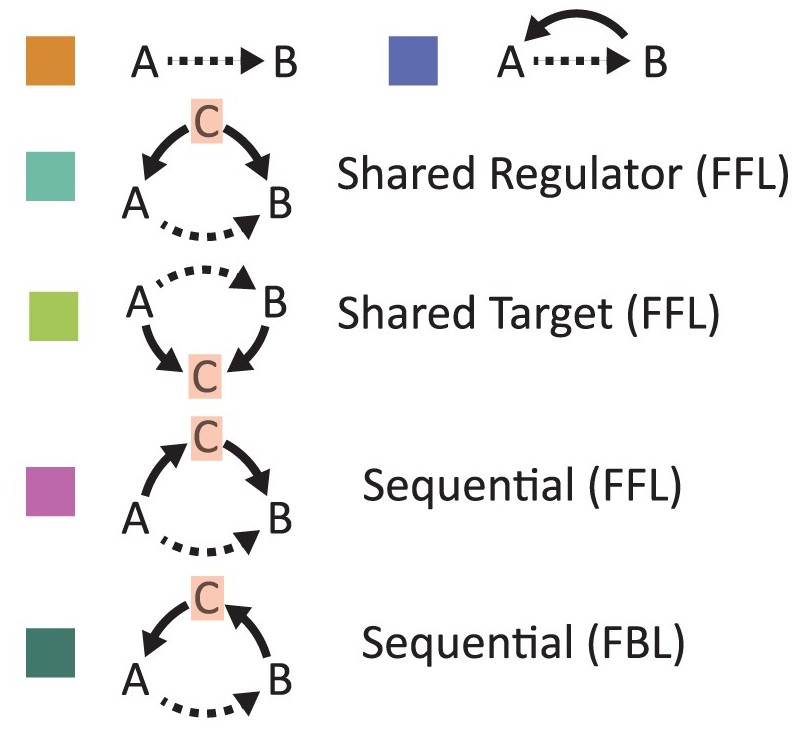 A B A B
C
A B
Shared Regulator (FFL)
A B
C
Shared Target (FFL)
C
A B
Sequential (FFL)
C
A B
Sequential (FBL)